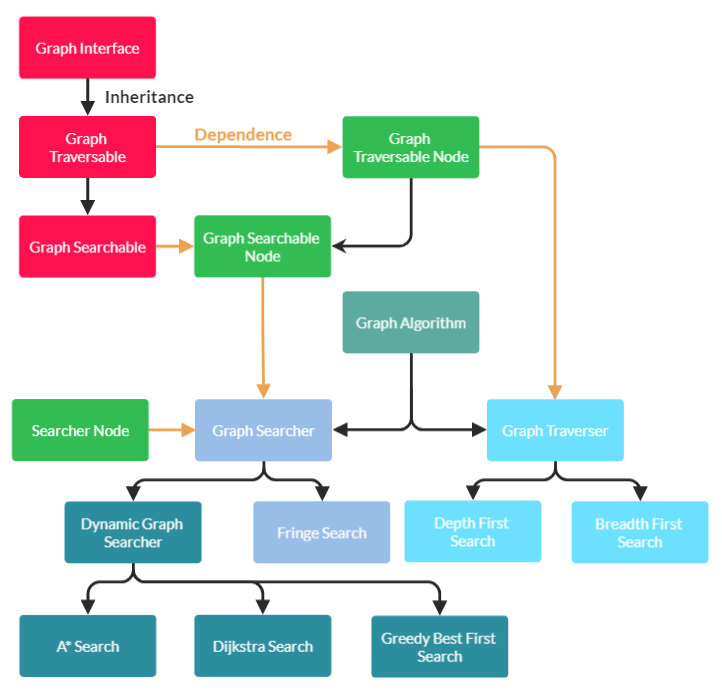 Graph Interface
Inheritance
Graph
Traversable
Dependence
Graph
Traversable Node
Graph Searchable
Graph Searchable
Node
Graph Algorithm
Searcher Node
Graph Searcher
Graph Traverser
Dynamic Graph
Searcher
Fringe Search
Depth First
Search
Breadth First
Search
A* Search
Dijkstra Search
Greedy Best First
Search